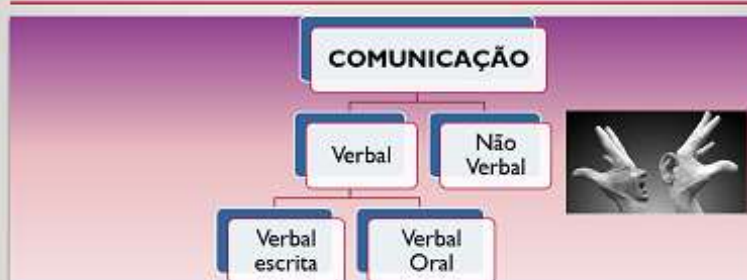 COMUNICAÇÃO
Verbal
Não
Verbal
Verbal
escrita
Verbal
Oral